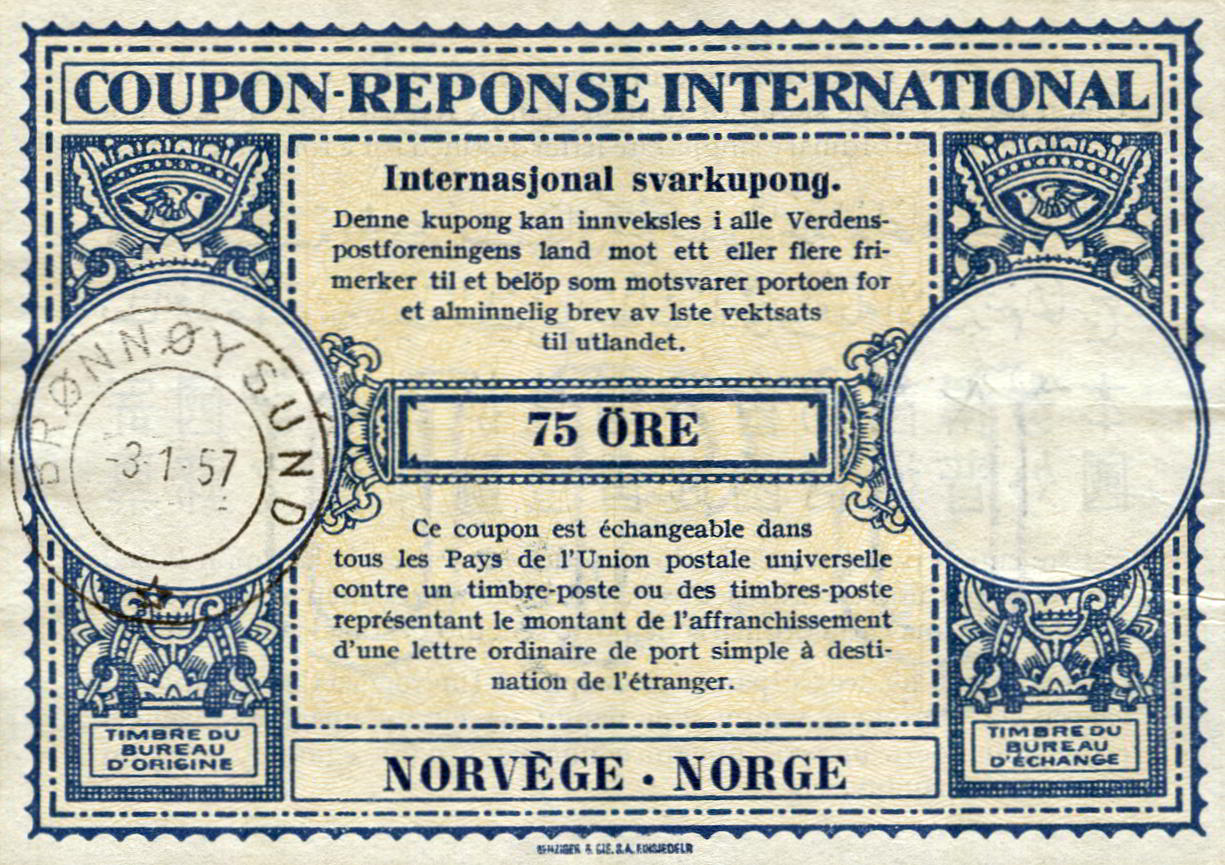 COUPON-REPONSE INTERNATIONAL
Internasjonal svarkupong.
Denne kupong kan innveksles i alle Verdens-
postforeningens land mot ett eller flere fri-
merker til et belöp som motsvarer portoen for
et alminnelig brev av 1ste vektsats
til utlandet.
75 ÖRE
BRØNNØYSUND
-3·1·57
Ce coupon est échangeable dans
tous les Pays de l'Union postale universelle
contre un timbre-poste ou des timbres-poste
représentant le montant de l'affranchissement
d'une lettre ordinaire de port simple à desti-
nation de l'étranger.
TIMBRE DU
BUREAU
D'ORIGINE
TIMBRE DU
BUREAU
D'ÉCHANGE
NORVÈGE · NORGE
BENZIGER & CIE. S.A. EINSIEDELN